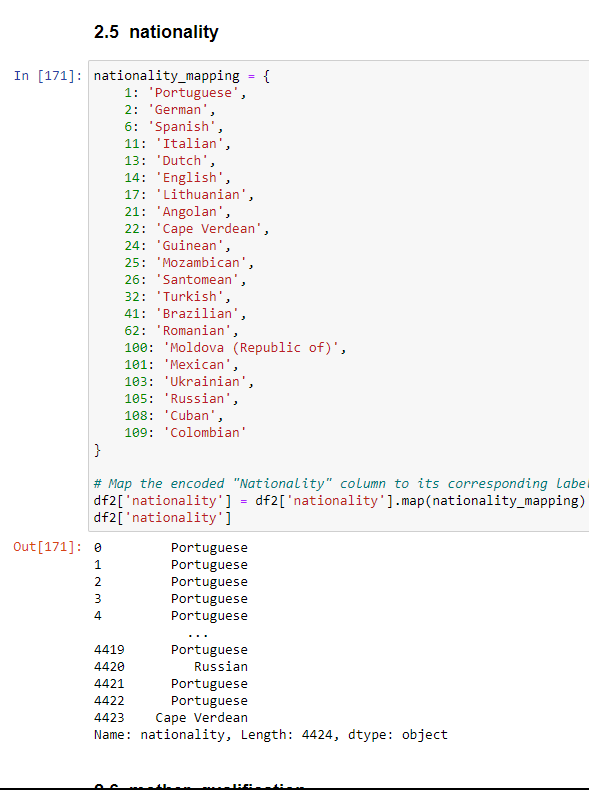 2.5 nationality
In [171]: nationality_mapping = {
    1: 'Portuguese',
    2: 'German',
    6: 'Spanish',
    11: 'Italian',
    13: 'Dutch',
    14: 'English',
    17: 'Lithuanian',
    21: 'Angolan',
    22: 'Cape Verdean',
    24: 'Guinean',
    25: 'Mozambican',
    26: 'Santomean',
    32: 'Turkish',
    41: 'Brazilian',
    62: 'Romanian',
    100: 'Moldova (Republic of)',
    101: 'Mexican',
    103: 'Ukrainian',
    105: 'Russian',
    108: 'Cuban',
    109: 'Colombian'
}
# Map the encoded "Nationality" column to its corresponding
df2['nationality'] = df2['nationality'].map(nationality_mapping)
df2['nationality']
Out[171]: 0 Portuguese
1 Portuguese
2 Portuguese
3 Portuguese
4 Portuguese
...
4419 Portuguese
4420 Russian
4421 Portuguese
4422 Portuguese
4423 Cape Verdean
Name: nationality, Length: 4424, dtype: object